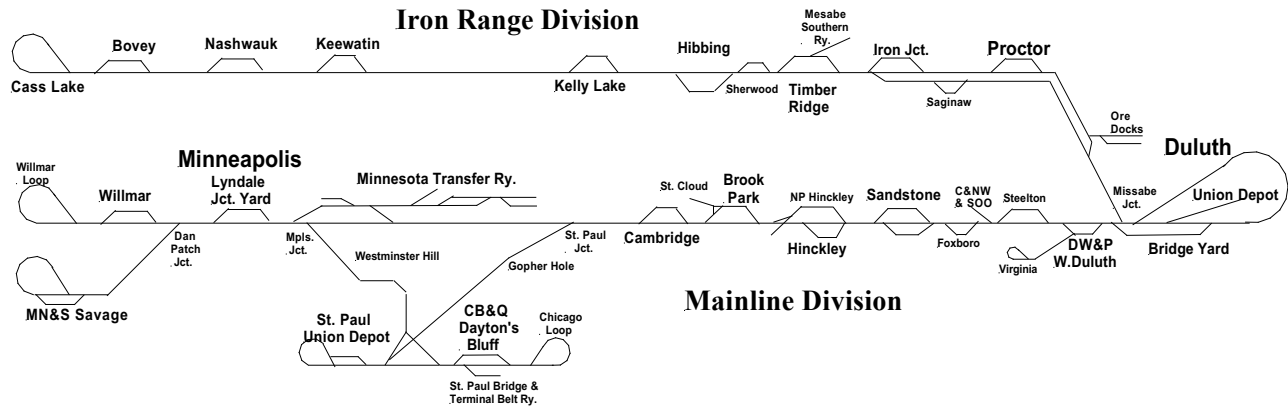 Iron Range Division
Mesabe
Southern
Ry.
Bovey
Nashwauk
Keewatin
Hibbing
Iron Jct.
Proctor
Cass Lake
Kelly Lake
Sherwood
Timber
Ridge
Saginaw
Ore
Docks
Duluth
Willmar
Loop
Minneapolis
Willmar
Lyndale
Jct. Yard
Minnesota Transfer Ry.
St. Cloud
Brook
Park
NP Hinckley
Sandstone
C&NW
& SOO
Steelton
Missabe
Jct.
Union Depot
Dan
Patch
Jct.
Mpls.
Jct.
St. Paul
Jct.
Cambridge
Hinckley
Foxboro
Virginia
DW&P
W.Duluth
Bridge Yard
Westminster Hill
Gopher Hole
MN&S Savage
Mainline Division
St. Paul
Union Depot
CB&Q
Dayton's
Bluff
Chicago
Loop
St. Paul Bridge &
Terminal Belt Ry.